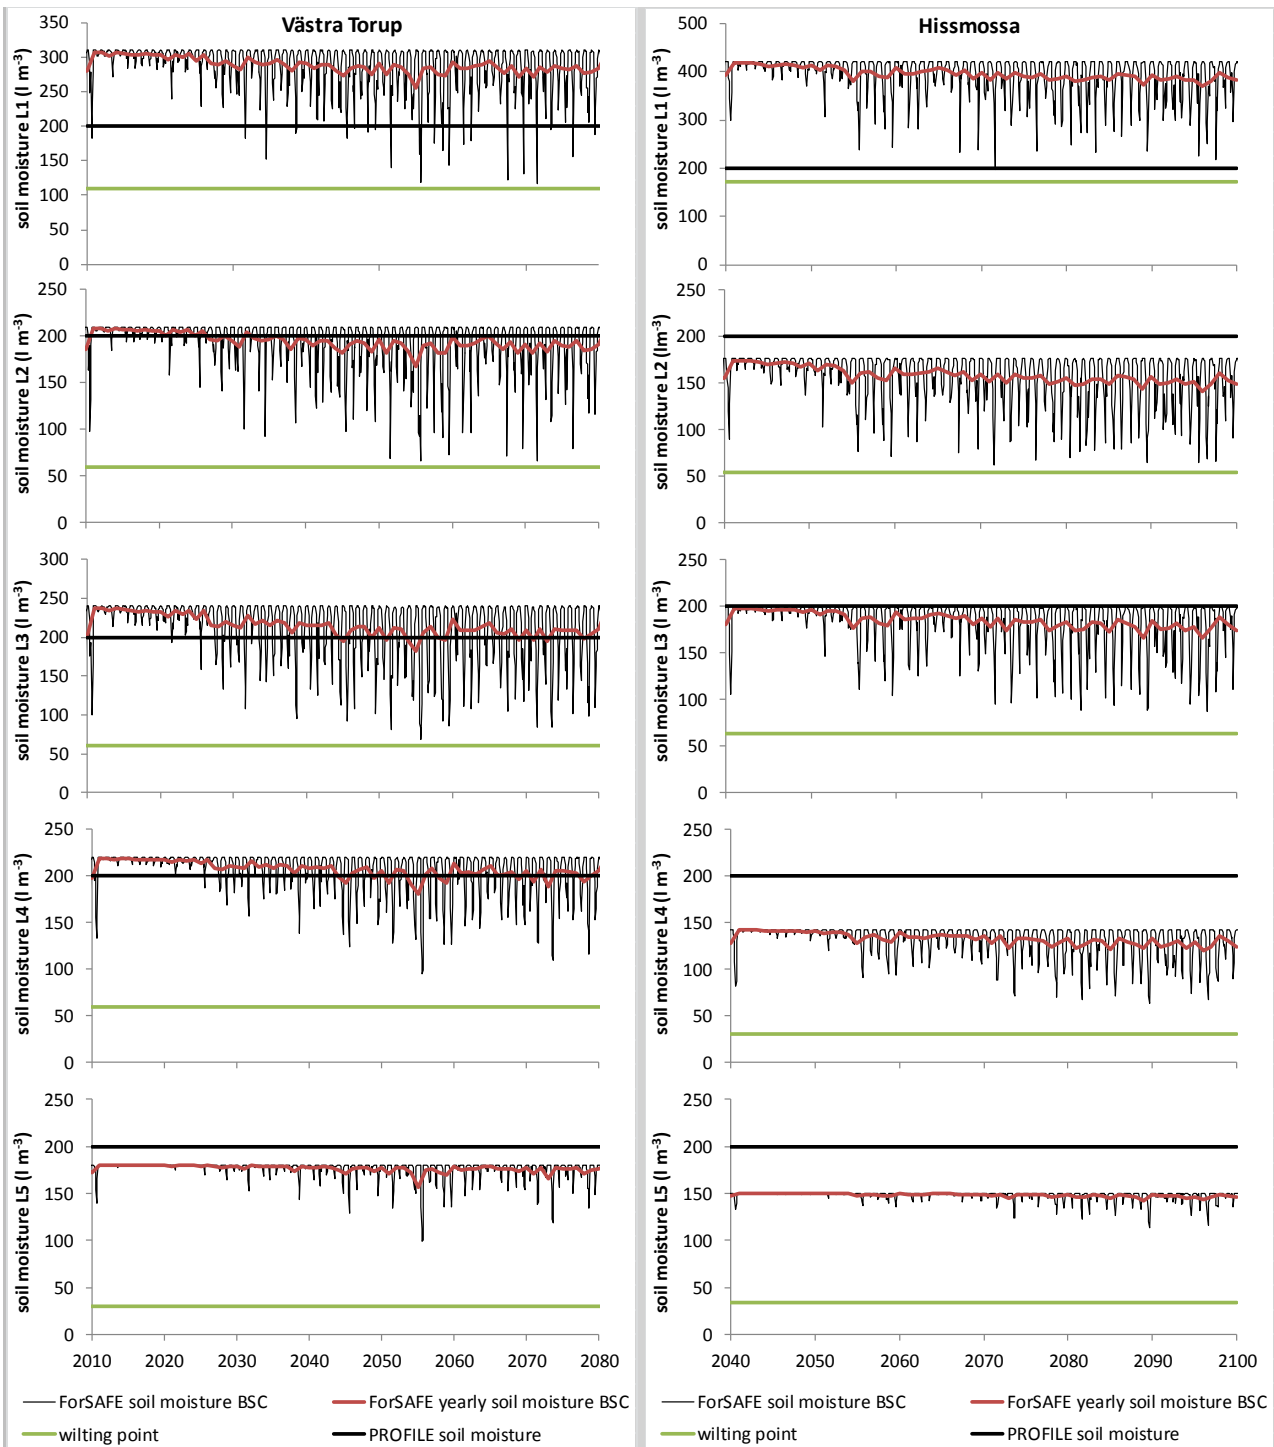 Västra Torup
350
300
250
200
150
100
50
0
soil moisture L1 (l m⁻³)
250
200
150
100
50
0
soil moisture L2 (l m⁻³)
300
250
200
150
100
50
0
soil moisture L3 (l m⁻³)
250
200
150
100
50
0
soil moisture L4 (l m⁻³)
250
200
150
100
50
0
soil moisture L5 (l m⁻³)
2010 2020 2030 2040 2050 2060 2070 2080
ForSAFE soil moisture BSC
ForSAFE yearly soil moisture BSC
wilting point
PROFILE soil moisture
Hissmossa
500
400
300
200
100
0
soil moisture L1 (l m⁻³)
250
200
150
100
50
0
soil moisture L2 (lm⁻³)
250
200
150
100
50
0
soil moisture L3 (l m⁻³)
250
200
150
100
50
0
soil moisture L4 (l m⁻³)
250
200
150
100
50
0
soil moisture L5 (l m⁻³)
2040 2050 2060 2070 2080 2090 2100
ForSAFE soil moisture BSC
ForSAFE yearly soil moisture BSC
wilting point
PROFILE soil moisture